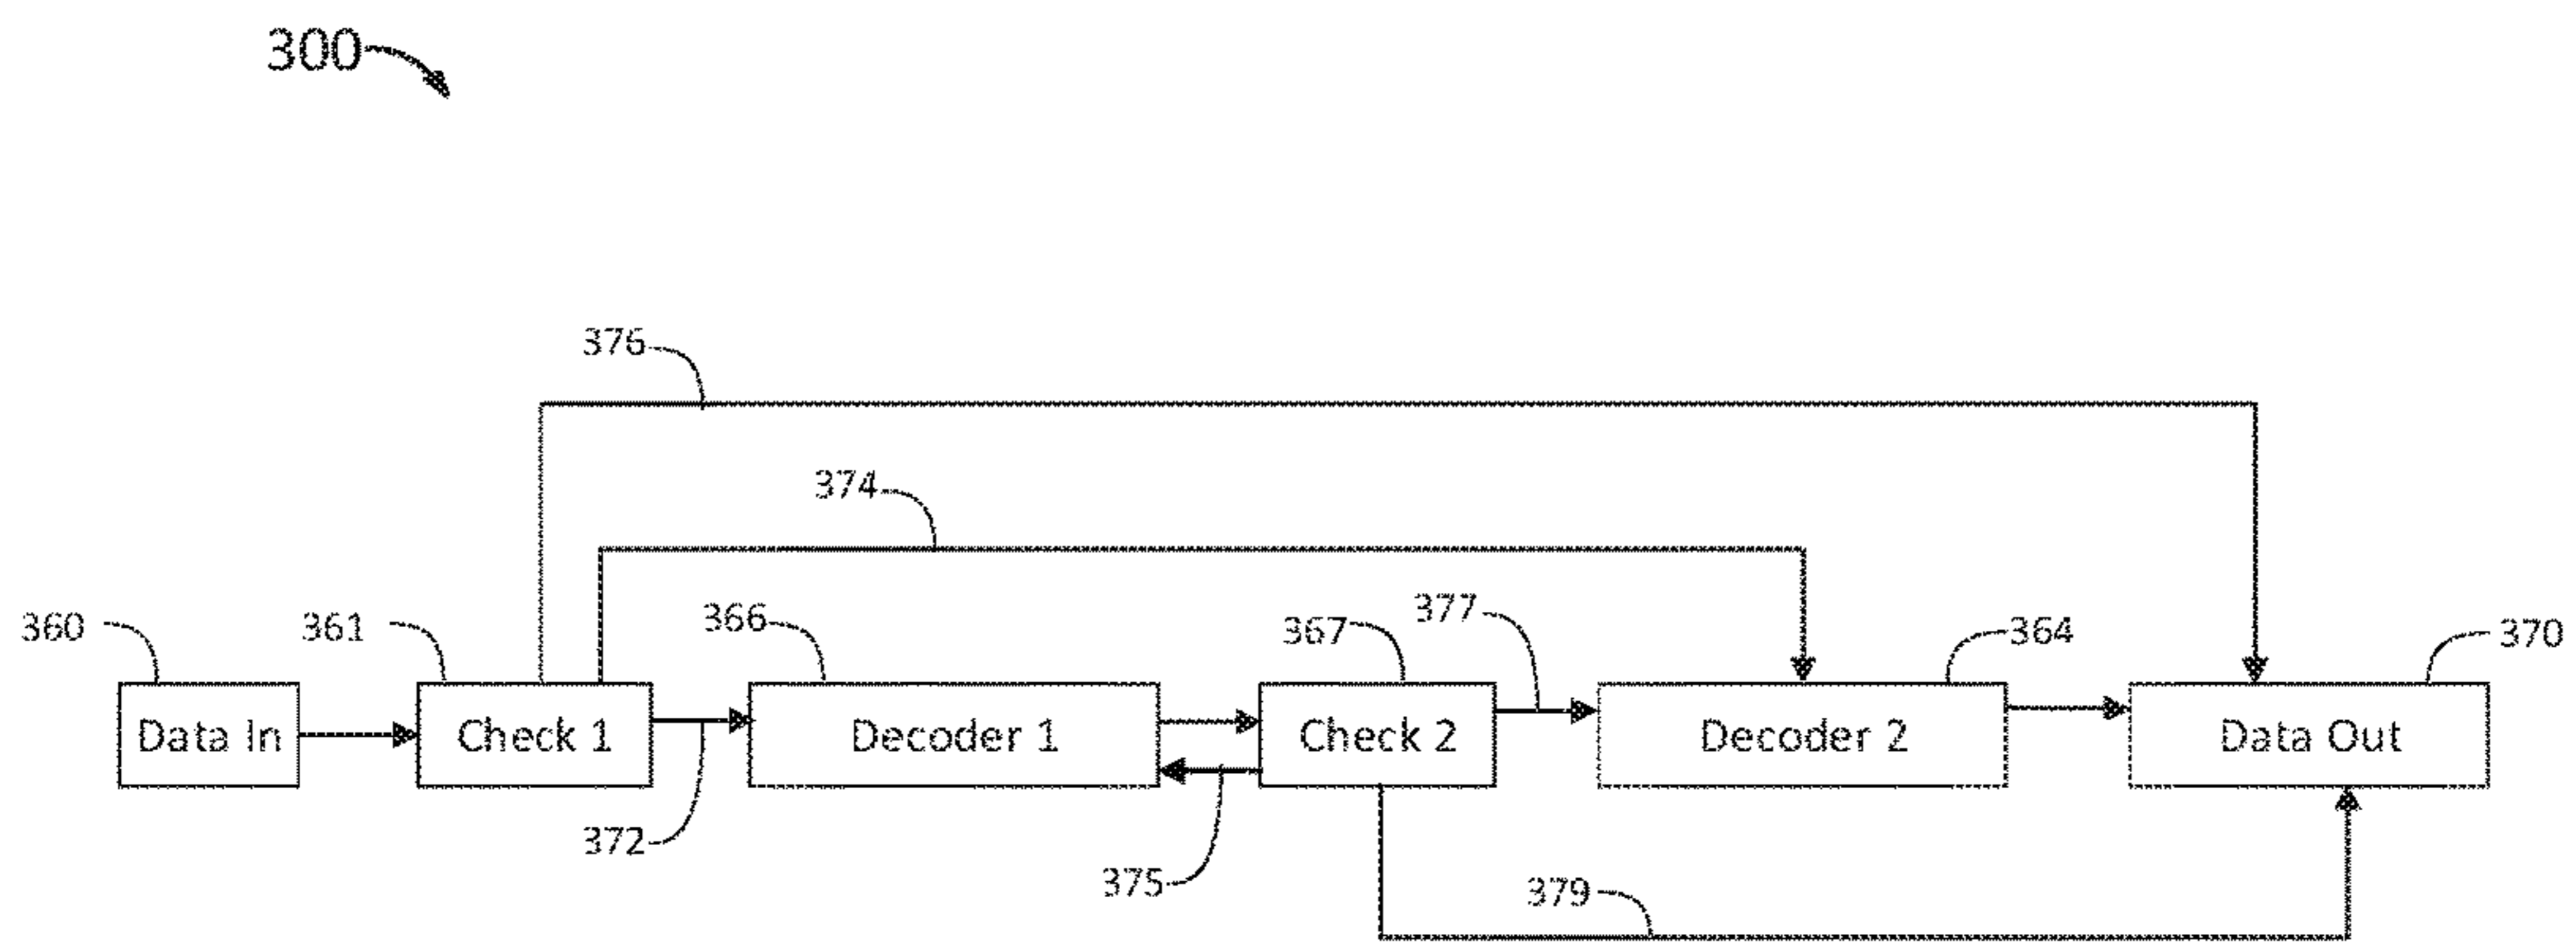 300
376
374
360
361
366
367
377
364
370
Data In
Check 1
Decoder 1
Check 2
Decoder 2
Data Out
372
375
379